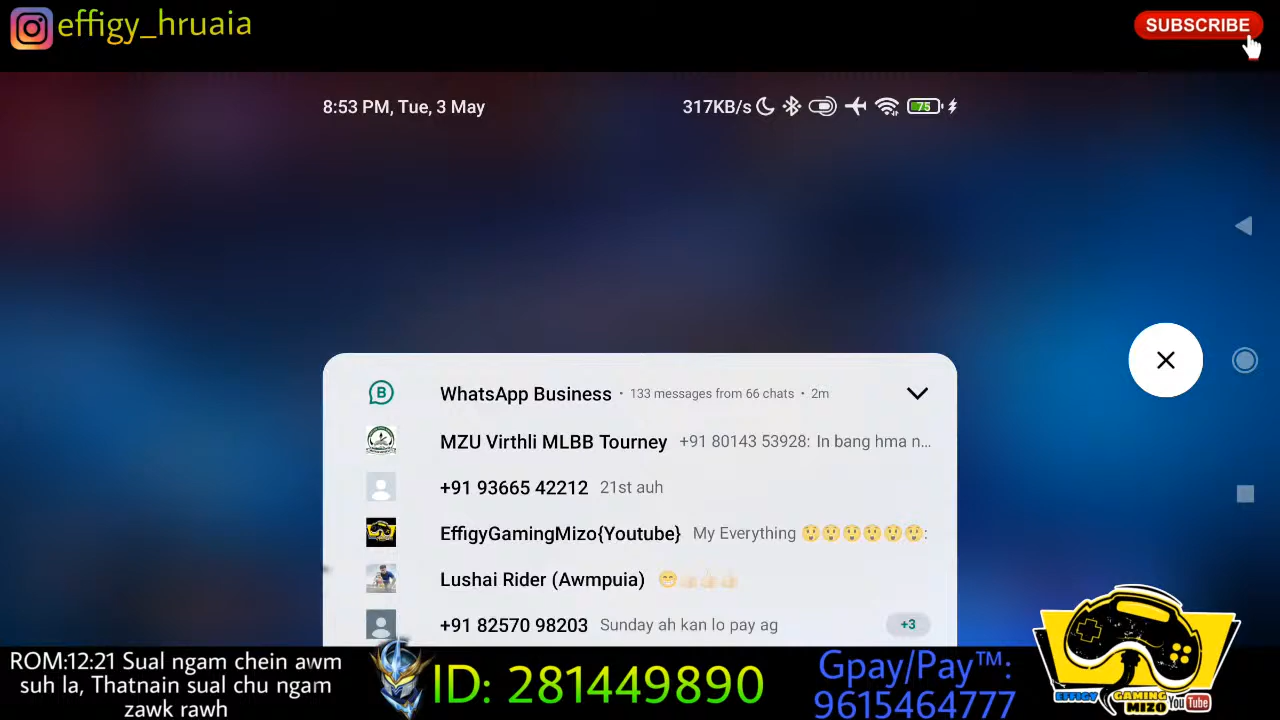 effigy_hruaia
SUBSCRIBE
8:53 PM, Tue, 3 May
317KB/s
75
WhatsApp Business • 133 messages from 66 chats • 2m
MZU Virthli MLBB Tourney +91 80143 53928: In bang hma n...
+91 93665 42212 21st auh
EffigyGamingMizo{Youtube} My Everything 😲😲😲😲😲😲:
Lushai Rider (Awmpuia) 😁👍🏻👍🏻👍🏻
+91 82570 98203 Sunday ah kan lo pay ag
+3
ROM:12:21 Sual ngam chein awm
suh la, Thatnain sual chu ngam
zawk rawh
ID: 281449890
Gpay/Pay™:
9615464777
EFFIGY GAMING
MIZO YouTube